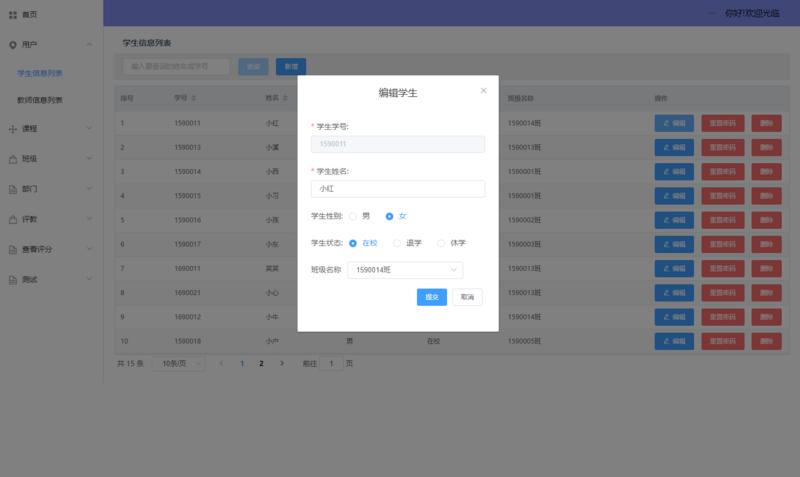 首页
你好!欢迎光临
用户
学生信息列表
教师信息列表
课程
班级
部门
评教
查看评分
测试
学生信息列表
输入要查询的姓名或学号
新增
序号 学号 姓名 班级名称 操作
1 1590011 小红 1590014班 编辑 重置密码 删除
2 1590013 小溪 1590013班 编辑 重置密码 删除
3 1590014 小西 1590001班 编辑 重置密码 删除
4 1590015 小习 1590001班 编辑 重置密码 删除
5 1590016 小孩 1590002班 编辑 重置密码 删除
6 1590017 小东 1590003班 编辑 重置密码 删除
7 1690011 笑笑 1590013班 编辑 重置密码 删除
8 1690021 小心 1590013班 编辑 重置密码 删除
9 1690012 小牛 1590014班 编辑 重置密码 删除
10 1590018 小户 男 在校 1590005班 编辑 重置密码 删除
共 15 条 10条/页 1 2 前往 1 页
编辑学生
* 学生学号:
1590011
* 学生姓名:
小红
学生性别: 男 女
学生状态: 在校 退学 休学
班级名称 1590014班
提交 取消